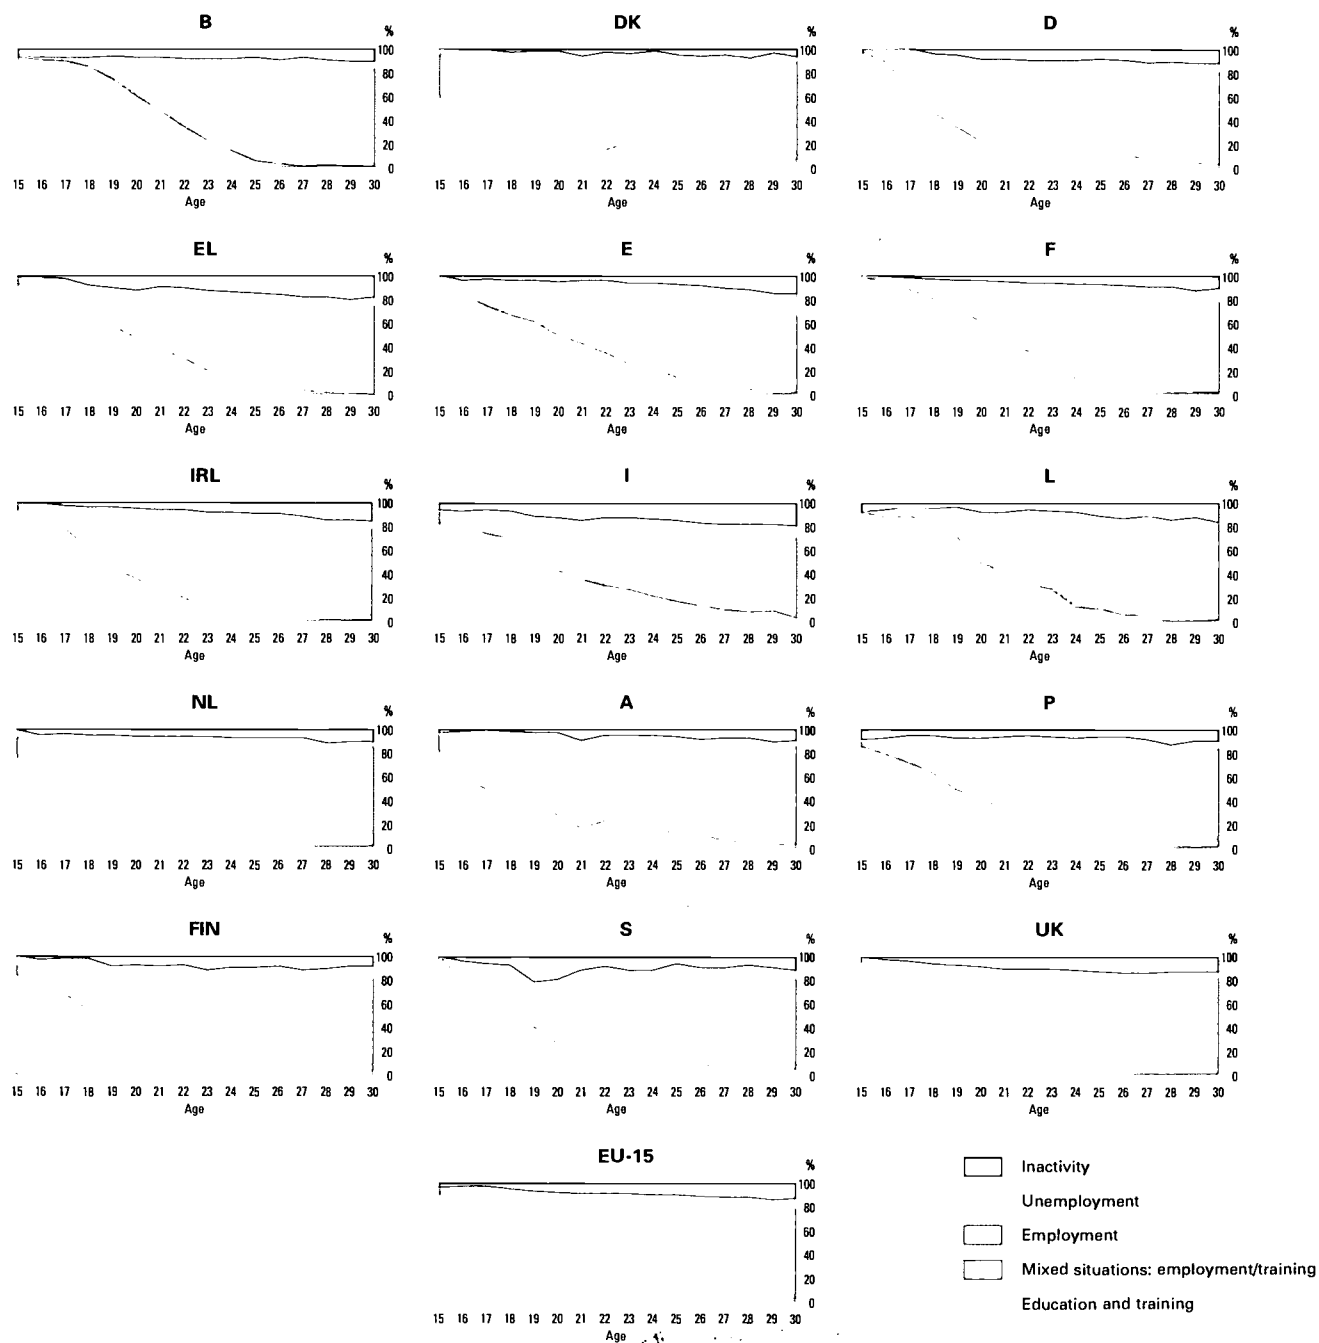 B DK D
% % %
100 100 100
80 80 80
60 60 60
40 40 40
20 20 20
0 0 0
15 16 17 18 19 20 21 22 23 24 25 26 27 28 29 30 15 16 17 18 19 20 21 22 23 24 25 26 27 28 29 30 15 16 17 18 19 20 21 22 23 24 25 26 27 28 29 30
Age Age Age
EL E F
% % %
100 100 100
80 80 80
60 60 60
40 40 40
20 20 20
0 0 0
15 16 17 18 19 20 21 22 23 24 25 26 27 28 29 30 15 16 17 18 19 20 21 22 23 24 25 26 27 28 29 30 15 16 17 18 19 20 21 22 23 24 25 26 27 28 29 30
Age Age Age
IRL I L
% % %
100 100 100
80 80 80
60 60 60
40 40 40
20 20 20
0 0 0
15 16 17 18 19 20 21 22 23 24 25 26 27 28 29 30 15 16 17 18 19 20 21 22 23 24 25 26 27 28 29 30 15 16 17 18 19 20 21 22 23 24 25 26 27 28 29 30
Age Age Age
NL A P
% % %
100 100 100
80 80 80
60 60 60
40 40 40
20 20 20
0 0 0
15 16 17 18 19 20 21 22 23 24 25 26 27 28 29 30 15 16 17 18 19 20 21 22 23 24 25 26 27 28 29 30 15 16 17 18 19 20 21 22 23 24 25 26 27 28 29 30
Age Age Age
FIN S UK
% % %
100 100 100
80 80 80
60 60 60
40 40 40
20 20 20
0 0 0
15 16 17 18 19 20 21 22 23 24 25 26 27 28 29 30 15 16 17 18 19 20 21 22 23 24 25 26 27 28 29 30 15 16 17 18 19 20 21 22 23 24 25 26 27 28 29 30
Age Age Age
EU-15
%
100
80
60
40
20
0
15 16 17 18 19 20 21 22 23 24 25 26 27 28 29 30
Age
Inactivity
Unemployment
Employment
Mixed situations: employment/training
Education and training